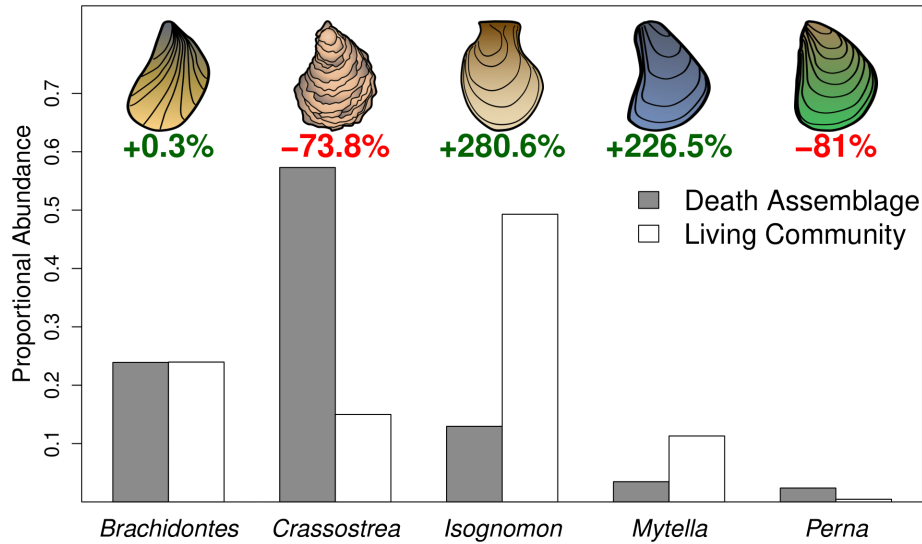 +0.3% −73.8% +280.6% +226.5% −81%
Death Assemblage
Living Community
Proportional Abundance
0.7
0.6
0.5
0.4
0.3
0.2
0.1
Brachidontes Crassostrea Isognomon Mytella Perna